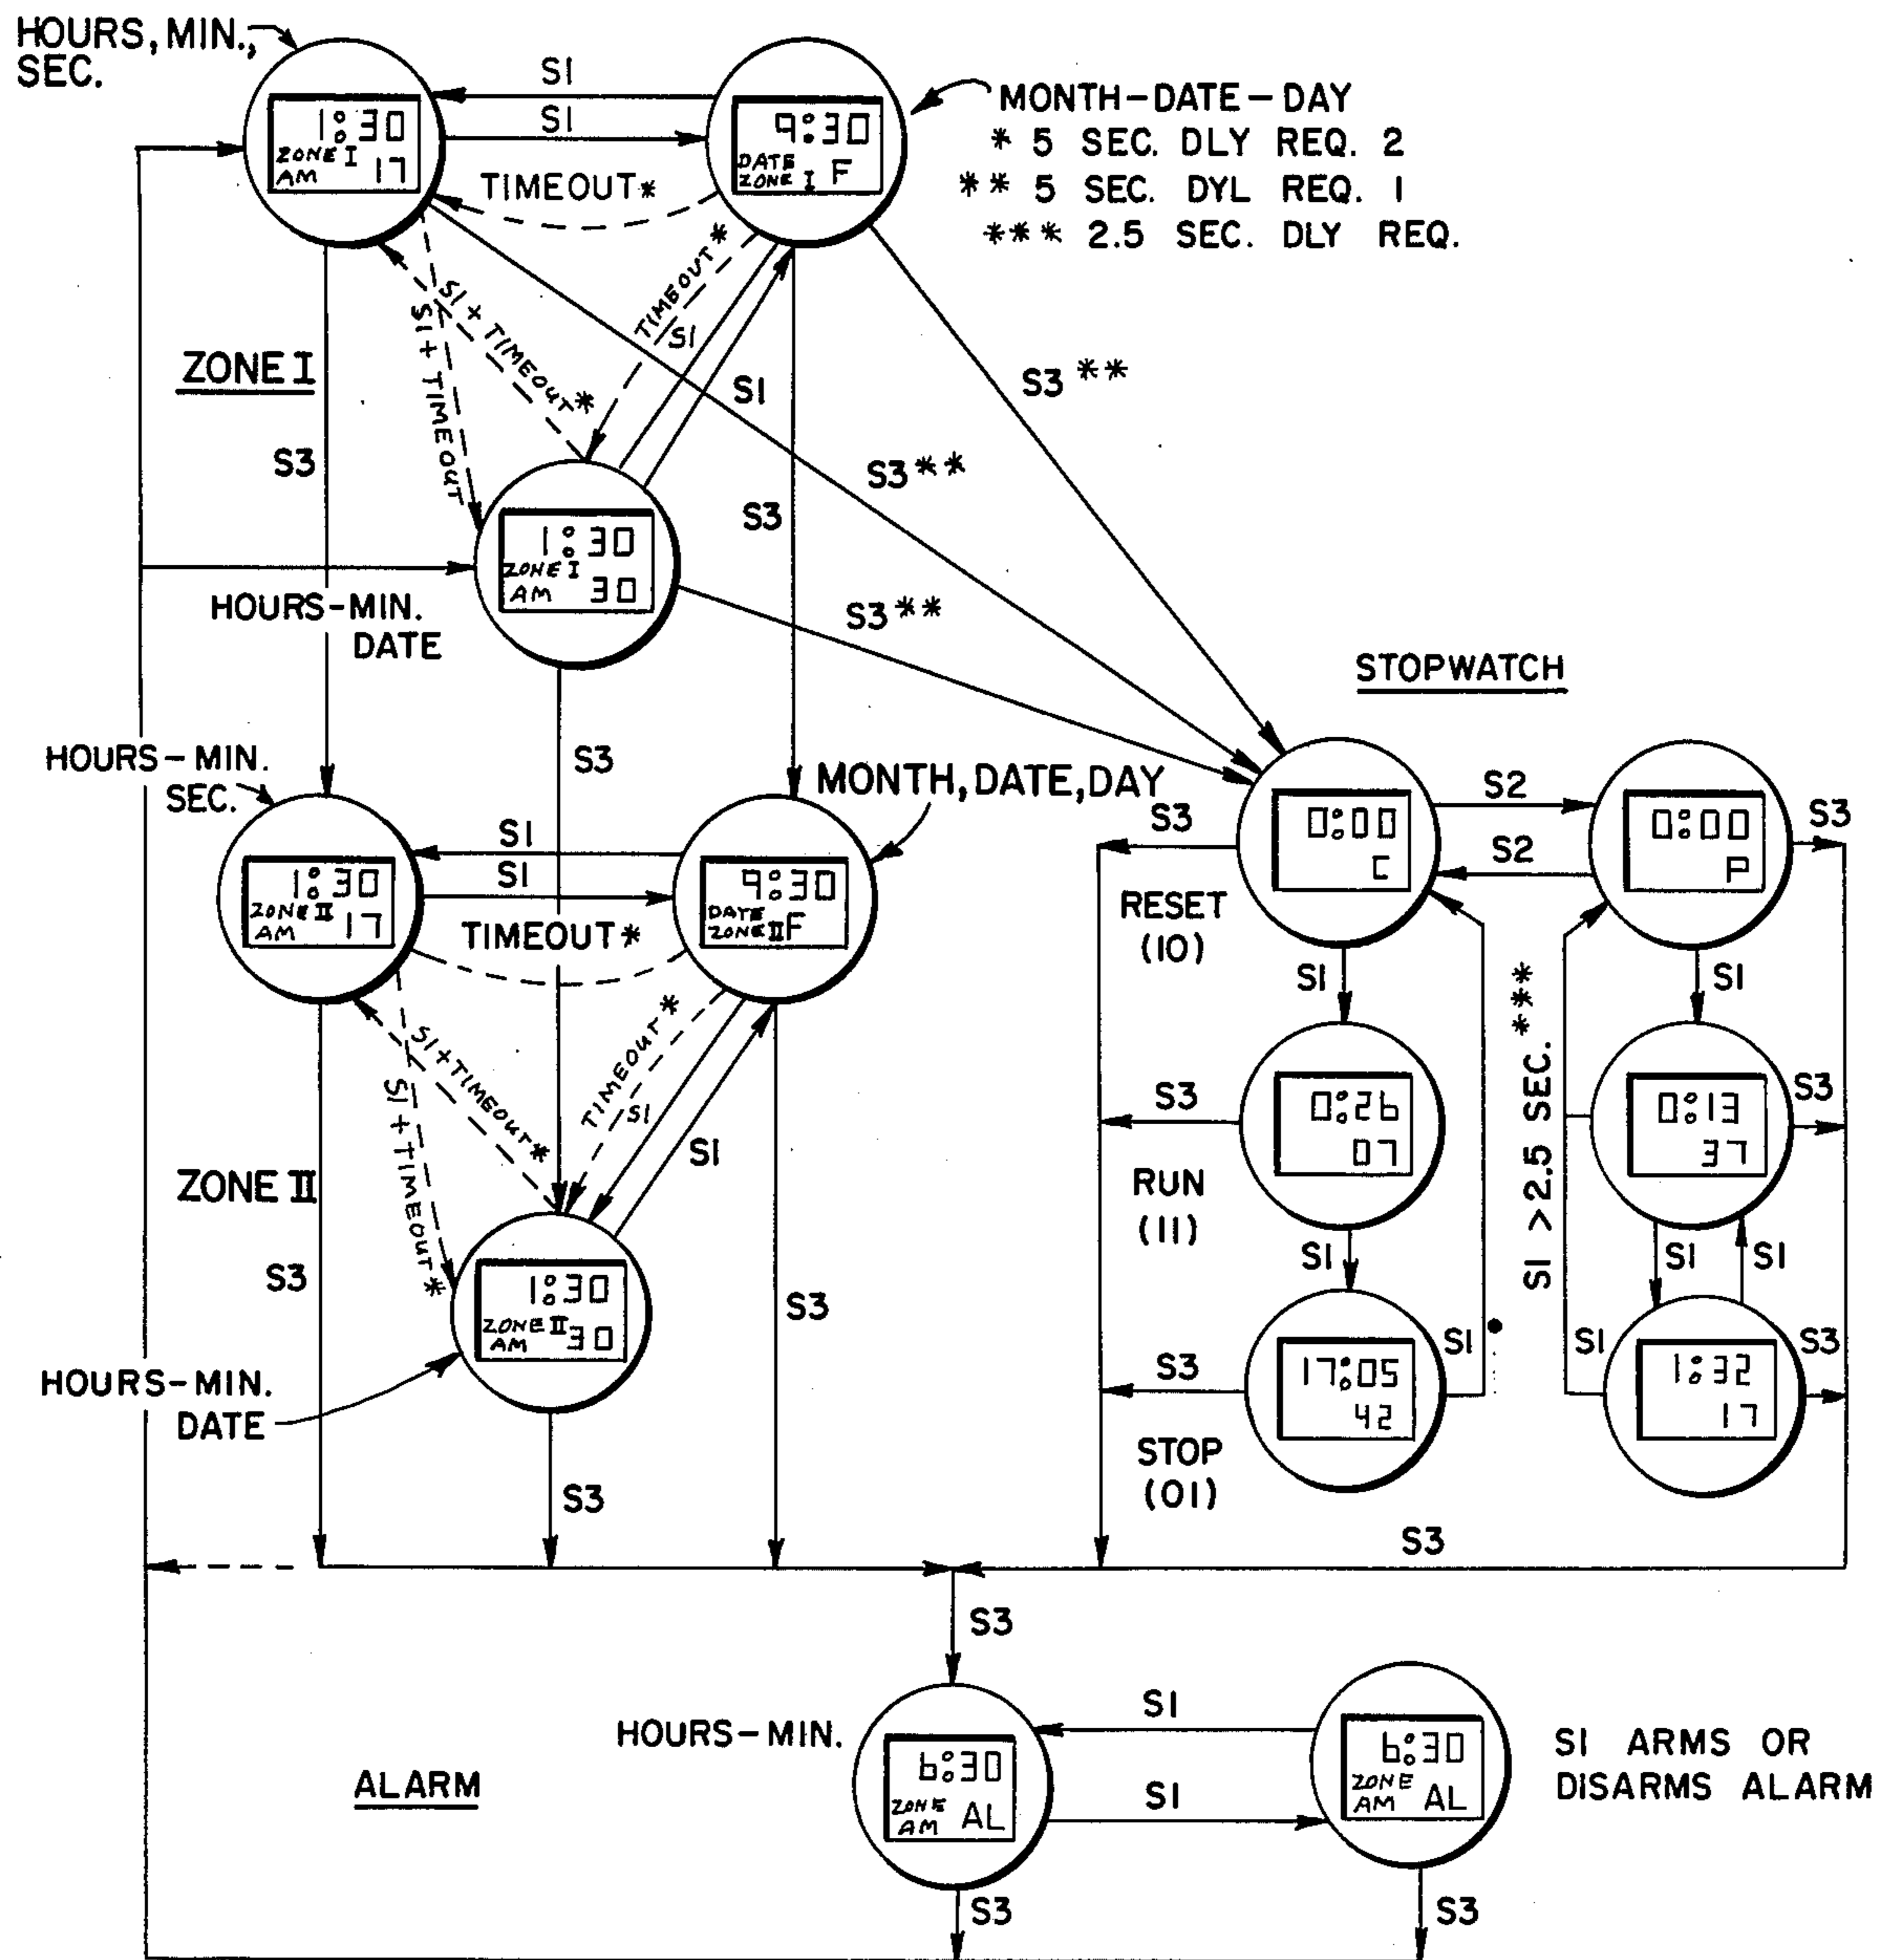 HOURS, MIN.,
SEC.
1:30
ZONE I
AM 17
S1
S1
TIMEOUT*
9:30
DATE
ZONE I F
MONTH-DATE-DAY
* 5 SEC. DLY REQ. 2
** 5 SEC. DYL REQ. 1
*** 2.5 SEC. DLY REQ.
S1 x TIMEOUT*
S1 + TIMEOUT
TIMEOUT*
S1
S1
ZONE I
S3
S3**
S3**
S3
1:30
ZONE I
AM 30
HOURS-MIN.
DATE
S3**
S3
STOPWATCH
HOURS-MIN.
SEC.
1:30
ZONE II
AM 17
S1
S1
TIMEOUT*
MONTH, DATE, DAY
9:30
DATE
ZONE II F
S3
0:00
C
S2
S2
0:00
P
S3
RESET
(10)
S1
S1
S1 > 2.5 SEC.***
S1 + TIMEOUT*
S1 + TIMEOUT*
TIMEOUT*
S1
S1
ZONE II
S3
S3
0:26
07
0:13
37
S3
RUN
(11)
S1
S1
S1
1:30
ZONE II
AM 30
S3
HOURS-MIN.
DATE
S3
17:05
42
S1
S1
1:32
17
S3
STOP
(01)
S3
S3
S3
HOURS-MIN.
6:30
ZONE
AM AL
S1
S1
6:30
ZONE
AM AL
S1 ARMS OR
DISARMS ALARM
ALARM
S3
S3